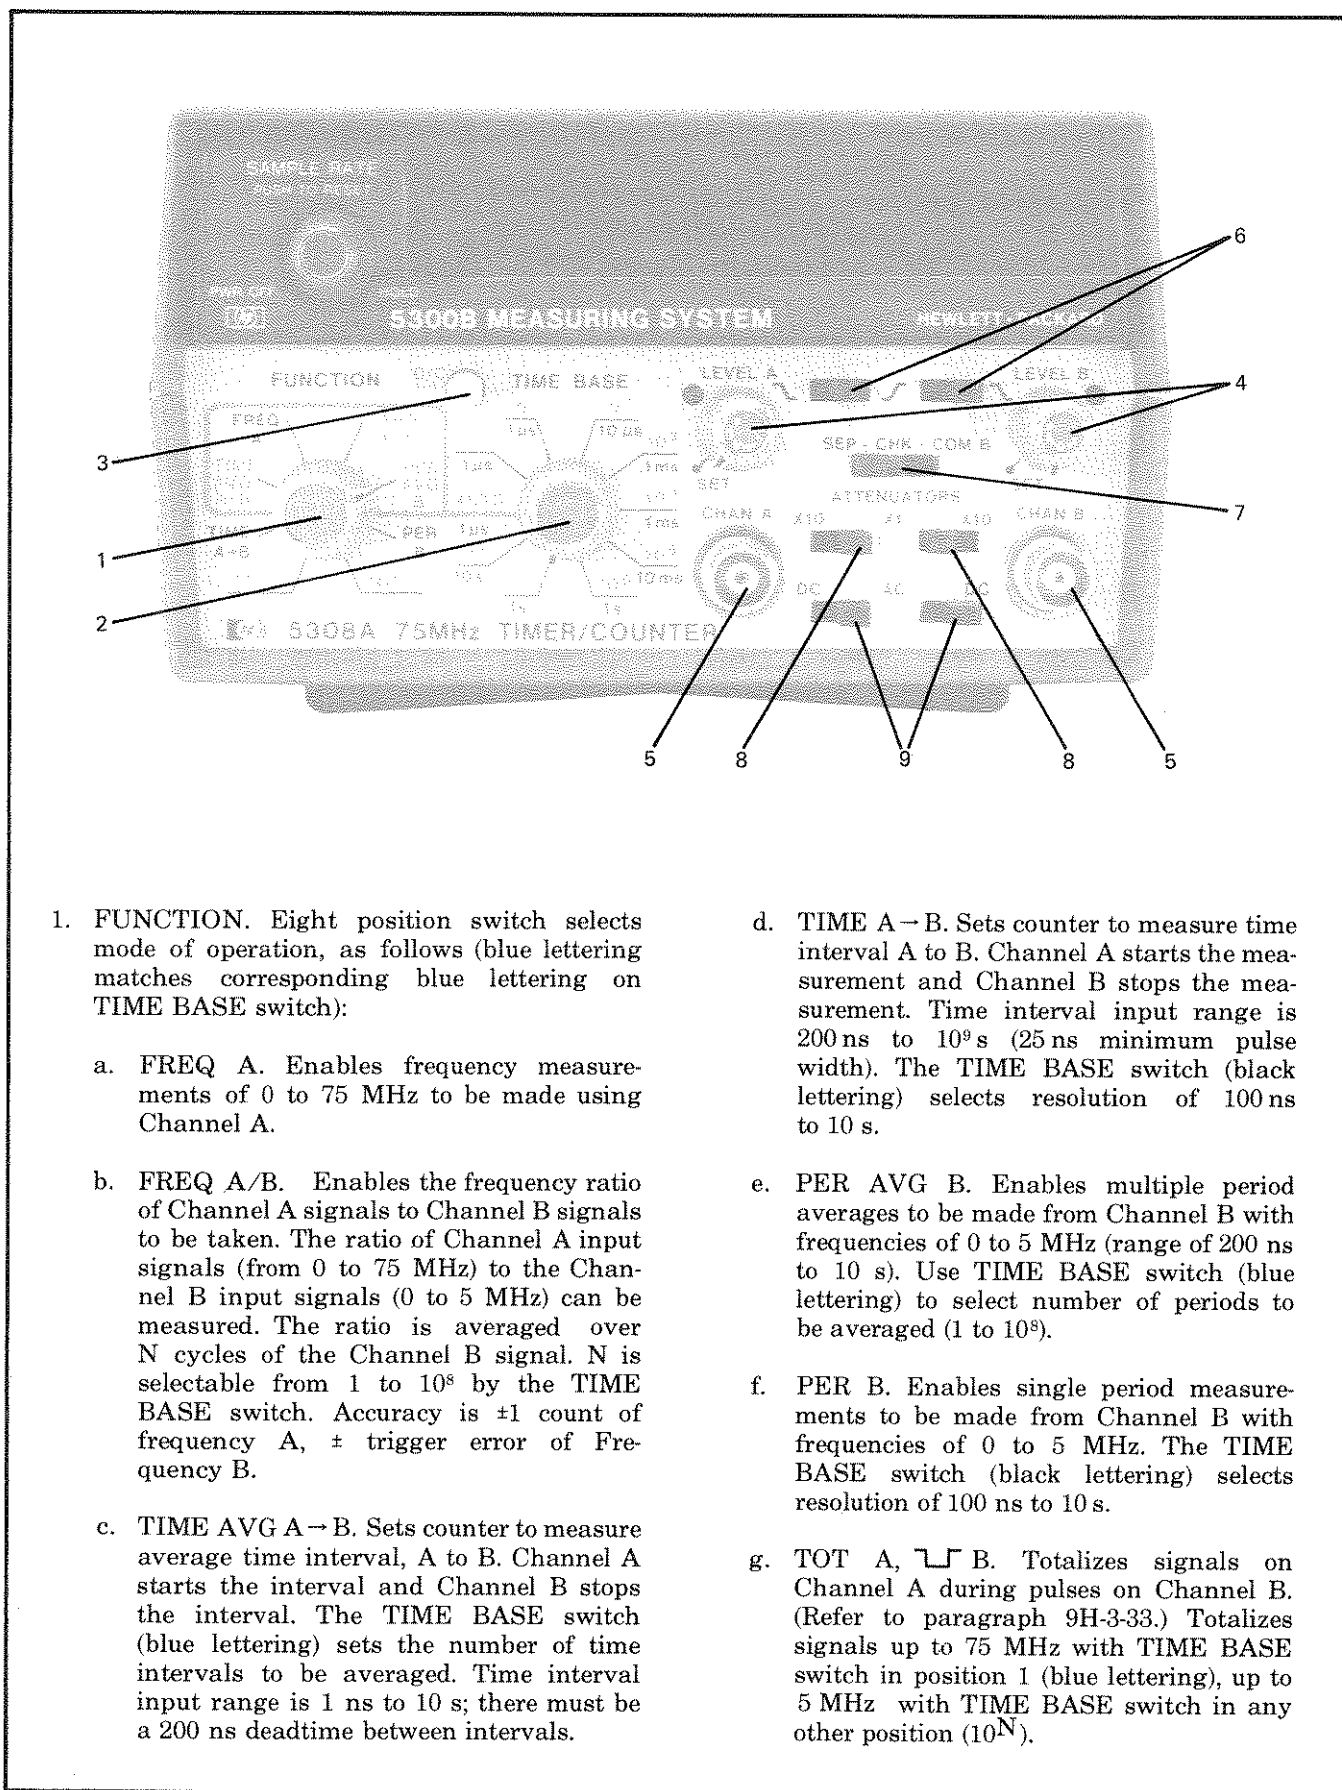 SAMPLE RATE
6
5300B MEASURING SYSTEM
HEWLETT · PACKARD
FUNCTION
TIME BASE
LEVEL A
LEVEL B
4
FREQ
A
1µs
10µs
SEP - CHK - COM B
3
1µs
.1ms
SET
SET
ATTENUATORS
7
TIME
A→B
PER
B
1µs
1ms
CHAN A
X10
X1
X10
CHAN B
1
10ms
DC
AC
DC
2
1s
1s
5308A 75MHz TIMER/COUNTER
5
8
9
8
5
1. FUNCTION. Eight position switch selects
mode of operation, as follows (blue lettering
matches corresponding blue lettering on
TIME BASE switch):
a. FREQ A. Enables frequency measure-
ments of 0 to 75 MHz to be made using
Channel A.
b. FREQ A/B. Enables the frequency ratio
of Channel A signals to Channel B signals
to be taken. The ratio of Channel A input
signals (from 0 to 75 MHz) to the Chan-
nel B input signals (0 to 5 MHz) can be
measured. The ratio is averaged over
N cycles of the Channel B signal. N is
selectable from 1 to 10⁸ by the TIME
BASE switch. Accuracy is ±1 count of
frequency A, ± trigger error of Fre-
quency B.
c. TIME AVG A→B. Sets counter to measure
average time interval, A to B. Channel A
starts the interval and Channel B stops
the interval. The TIME BASE switch
(blue lettering) sets the number of time
intervals to be averaged. Time interval
input range is 1 ns to 10 s; there must be
a 200 ns deadtime between intervals.
d. TIME A→B. Sets counter to measure time
interval A to B. Channel A starts the mea-
surement and Channel B stops the mea-
surement. Time interval input range is
200 ns to 10⁹ s (25 ns minimum pulse
width). The TIME BASE switch (black
lettering) selects resolution of 100 ns
to 10 s.
e. PER AVG B. Enables multiple period
averages to be made from Channel B with
frequencies of 0 to 5 MHz (range of 200 ns
to 10 s). Use TIME BASE switch (blue
lettering) to select number of periods to
be averaged (1 to 10⁸).
f. PER B. Enables single period measure-
ments to be made from Channel B with
frequencies of 0 to 5 MHz. The TIME
BASE switch (black lettering) selects
resolution of 100 ns to 10 s.
g. TOT A, B. Totalizes signals on
Channel A during pulses on Channel B.
(Refer to paragraph 9H-3-33.) Totalizes
signals up to 75 MHz with TIME BASE
switch in position 1 (blue lettering), up to
5 MHz with TIME BASE switch in any
other position (10ᴺ).